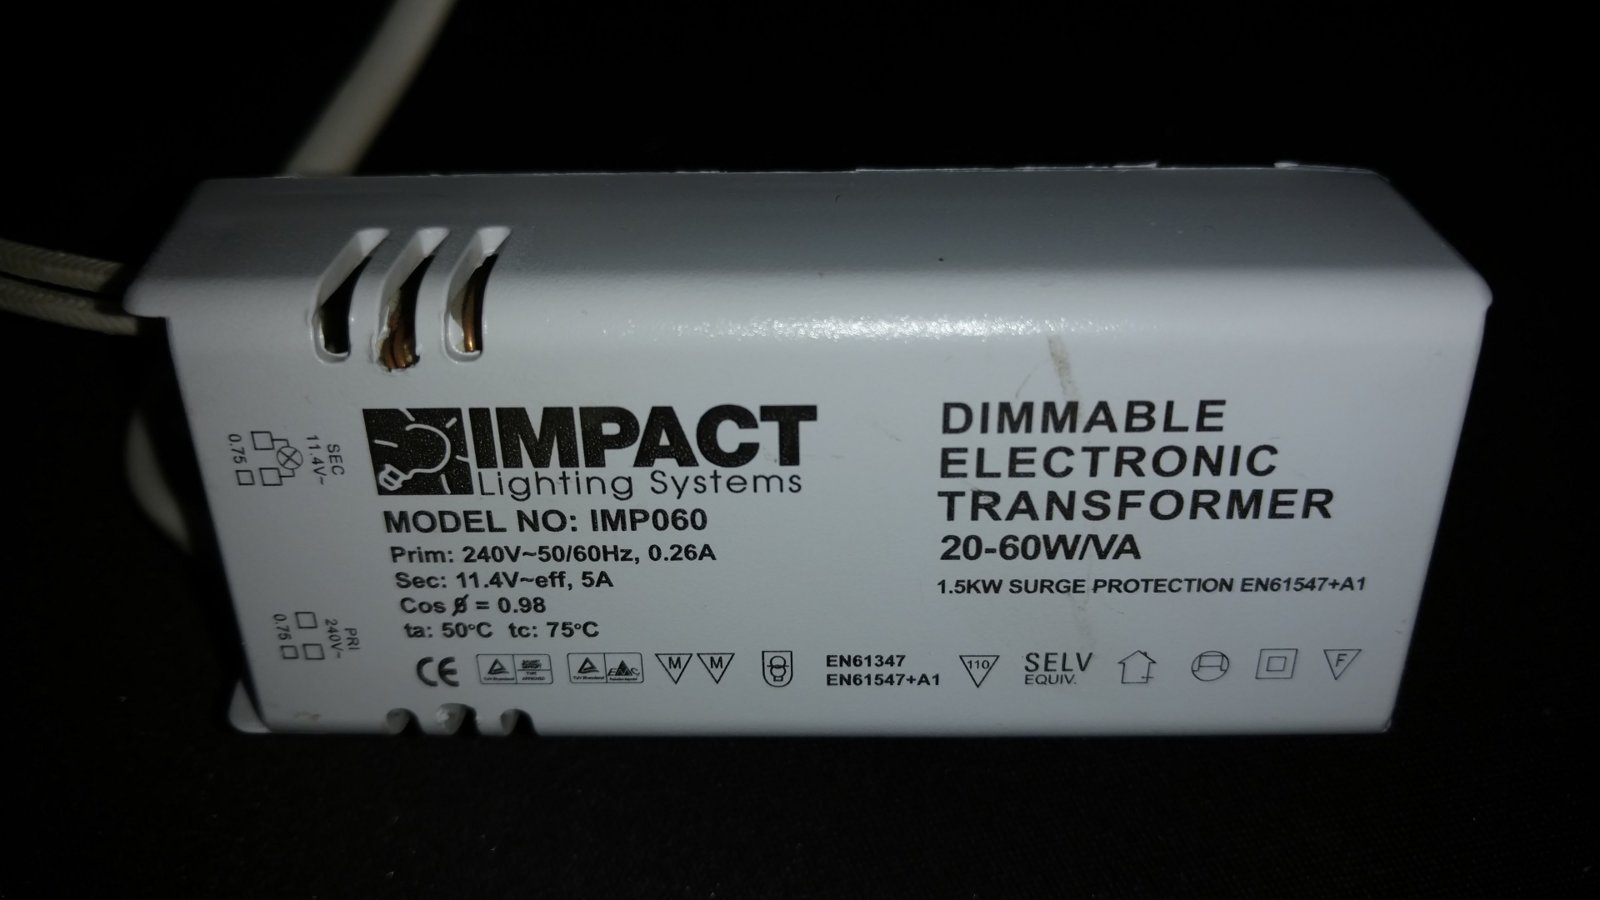 IMPACT
Lighting Systems
MODEL NO: IMP060
Prim: 240V~50/60Hz, 0.26A
Sec: 11.4V~eff, 5A
Cos ø = 0.98
ta: 50°C tc: 75°C
DIMMABLE
ELECTRONIC
TRANSFORMER
20-60W/VA
1.5KW SURGE PROTECTION EN61547+A1
SEC
11.4V~
0.75
PRI
240V~
0.75
CE
M M
EN61347
EN61547+A1
110
SELV
EQUIV.
F